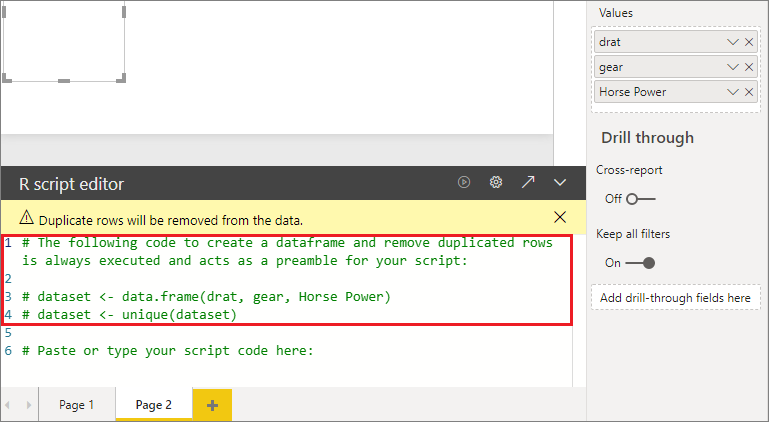 Values
drat
gear
Horse Power
Drill through
Cross-report
Off
Keep all filters
On
Add drill-through fields here
R script editor
Duplicate rows will be removed from the data.
1 # The following code to create a dataframe and remove duplicated rows
is always executed and acts as a preamble for your script:
2
3 # dataset <- data.frame(drat, gear, Horse Power)
4 # dataset <- unique(dataset)
5
6 # Paste or type your script code here:
Page 1
Page 2